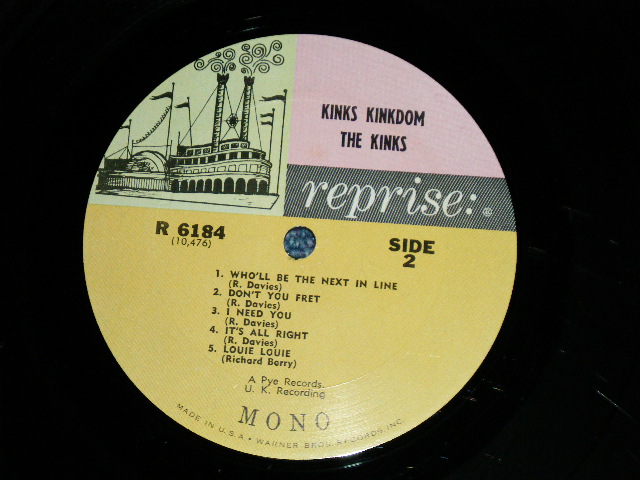 KINKS KINKDOM
THE KINKS
reprise: ®
R 6184
(10,476)
SIDE
2
1. WHO'LL BE THE NEXT IN LINE
(R. Davies)
2. DON'T YOU FRET
(R. Davies)
3. I NEED YOU
(R. Davies)
4. IT'S ALL RIGHT
(R. Davies)
5. LOUIE LOUIE
(Richard Berry)
A Pye Records
U. K. Recording
MONO
MADE IN U.S.A. • WARNER BROS. RECORDS, INC.